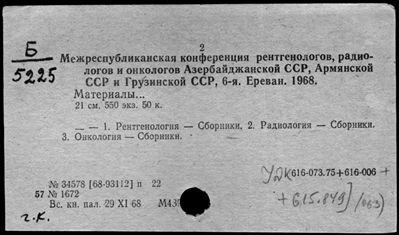 Б
5225
2
Межреспубликанская конференция рентгенологов, радио-
логов и онкологов Азербайджанской ССР, Армянской
ССР и Грузинской ССР, 6-я. Ереван. 1968.
Материалы...
21 см. 550 экз. 50 к.
— — 1. Рентгенология — Сборники. 2. Радиология — Сборники.
3. Онкология — Сборники.
УДК 616-073.75+616-006 +
+ 615.849] (063)
№ 34578 [68-93112] п 22
57 № 1672
Вс. кн. пал. 29 XI 68 М435
г.к.